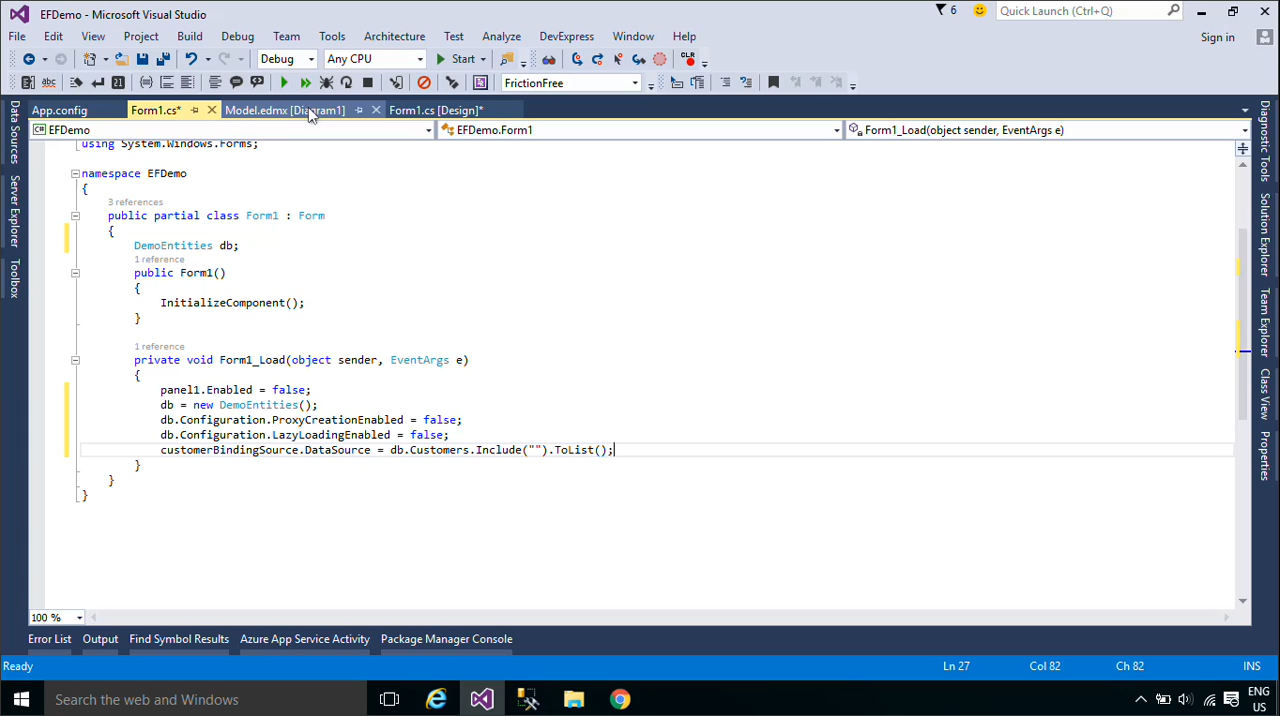 EFDemo - Microsoft Visual Studio
6
Quick Launch (Ctrl+Q)
File Edit View Project Build Debug Team Tools Architecture Test Analyze DevExpress Window Help
Sign in
Debug Any CPU Start CLR
abc 21 FrictionFree
App.config Form1.cs* Model.edmx [Diagram1] Form1.cs [Design]*
C# EFDemo EFDemo.Form1 Form1_Load(object sender, EventArgs e)
Data Sources
Server Explorer
Toolbox
using System.Windows.Forms;
namespace EFDemo
{
3 references
public partial class Form1 : Form
{
DemoEntities db;
1 reference
public Form1()
{
InitializeComponent();
}
1 reference
private void Form1_Load(object sender, EventArgs e)
{
panel1.Enabled = false;
db = new DemoEntities();
db.Configuration.ProxyCreationEnabled = false;
db.Configuration.LazyLoadingEnabled = false;
customerBindingSource.DataSource = db.Customers.Include("").ToList();
}
}
}
Diagnostic Tools
Solution Explorer
Team Explorer
Class View
Properties
100 %
Error List Output Find Symbol Results Azure App Service Activity Package Manager Console
Ready Ln 27 Col 82 Ch 82 INS
Search the web and Windows
ENG
US